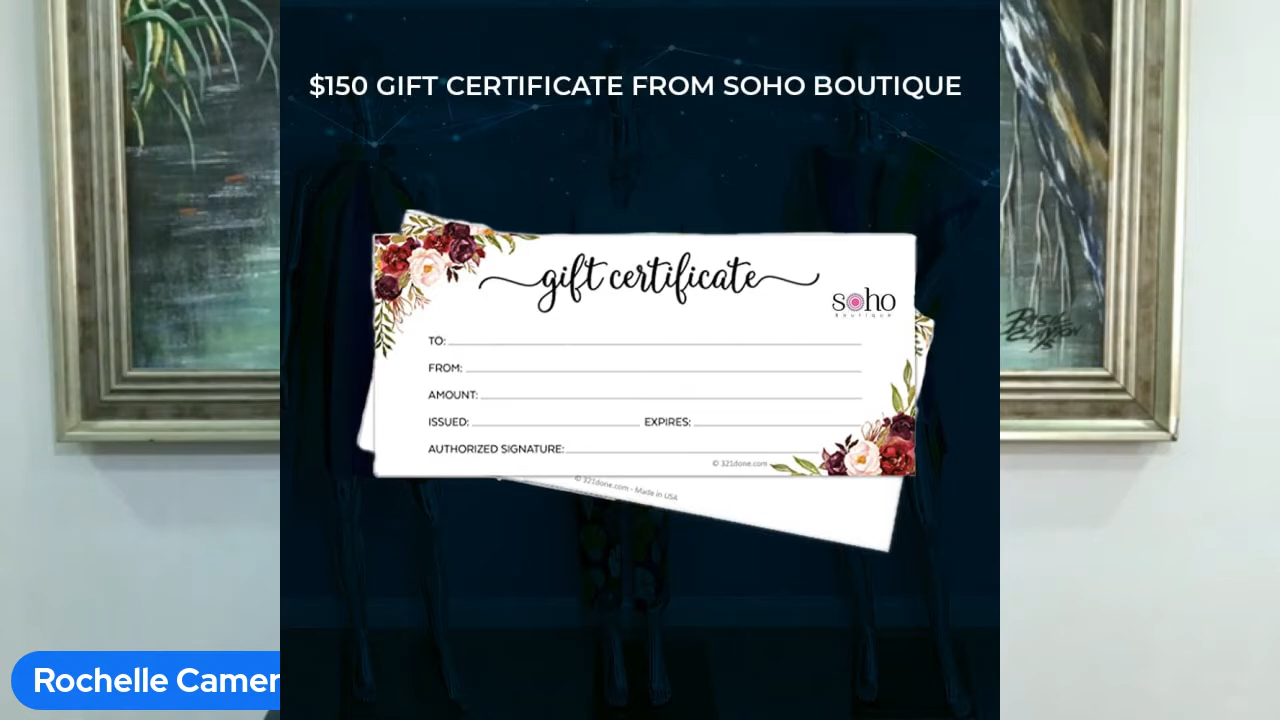 $150 GIFT CERTIFICATE FROM SOHO BOUTIQUE
gift certificate
soho
boutique
TO:
FROM:
AMOUNT:
ISSUED: EXPIRES:
AUTHORIZED SIGNATURE:
© 321done.com
© 321done.com - Made in USA
Rochelle Camer